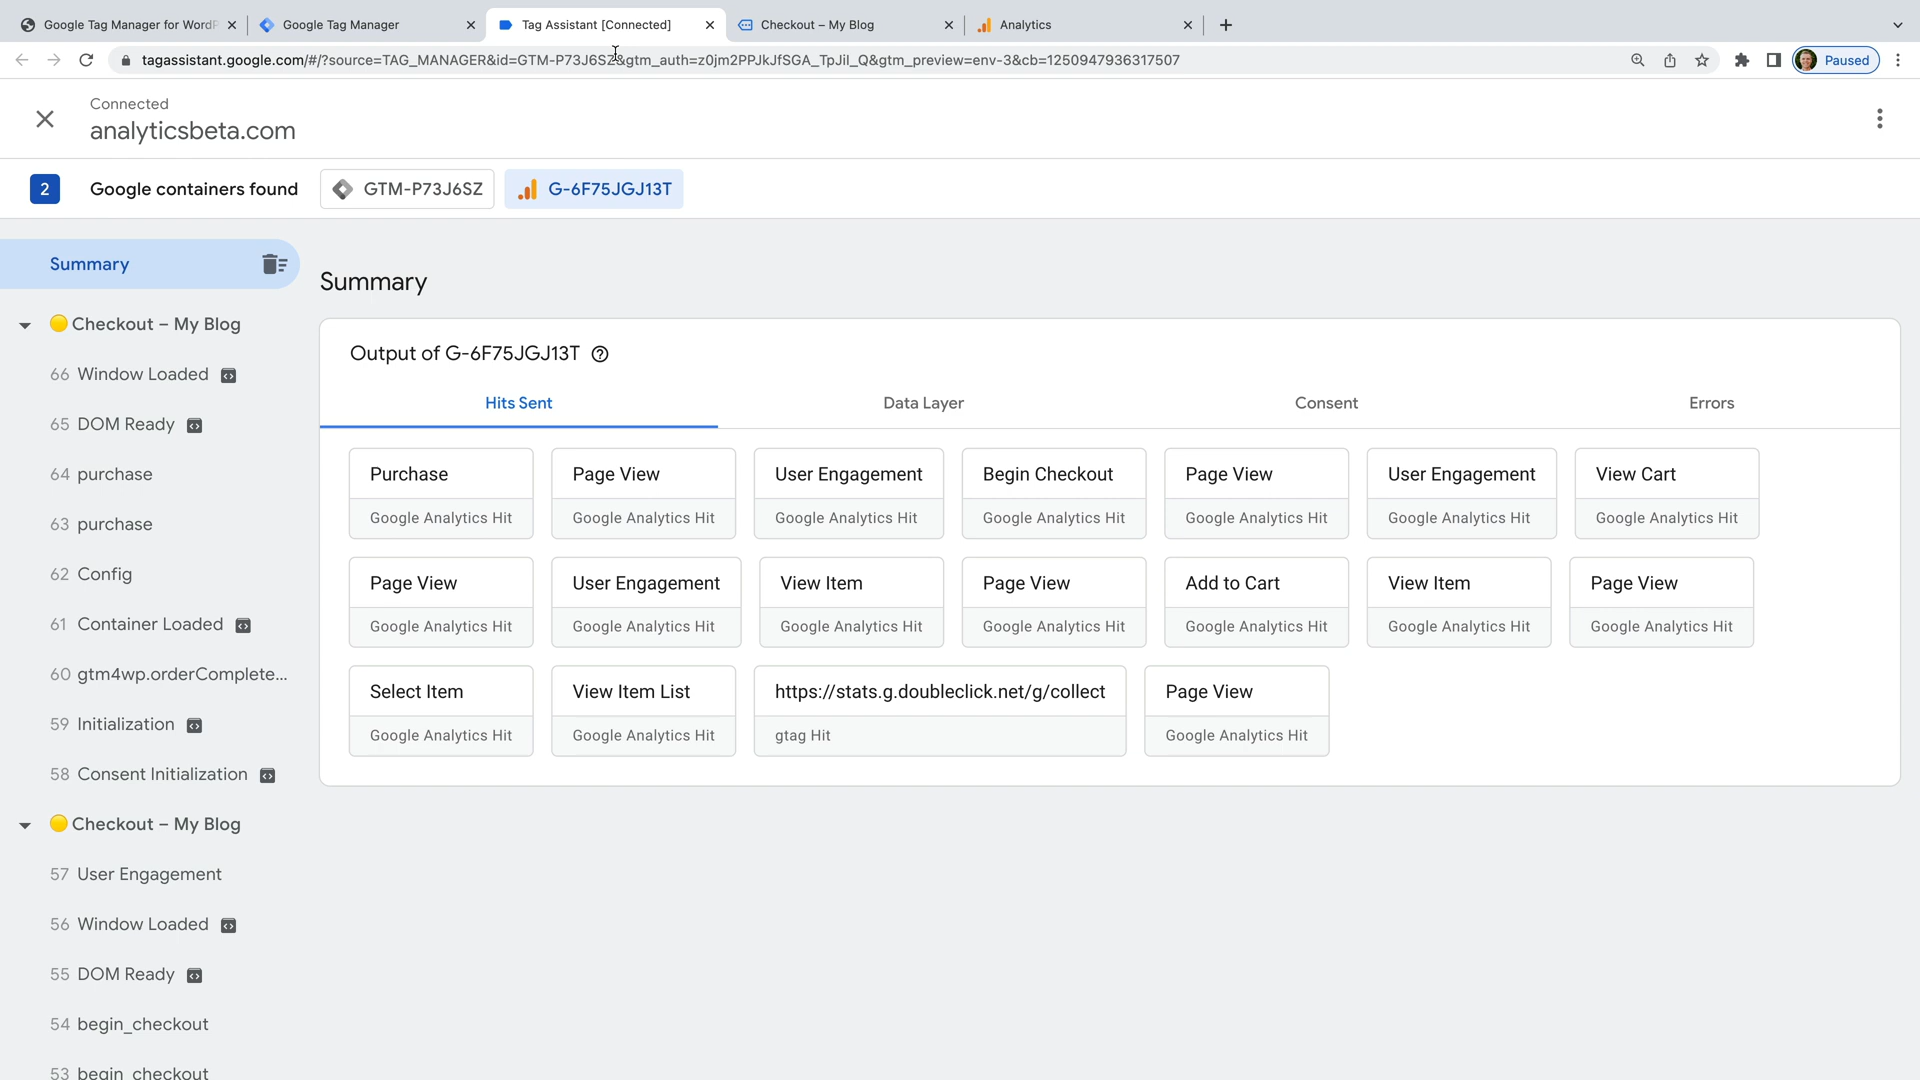 Google Tag Manager for WordP
Google Tag Manager
Tag Assistant [Connected]
Checkout – My Blog
Analytics
tagassistant.google.com/#/?source=TAG_MANAGER&id=GTM-P73J6SZ&gtm_auth=z0jm2PPJkJfSGA_TpJil_Q&gtm_preview=env-3&cb=1250947936317507
Paused
Connected
analyticsbeta.com
2 Google containers found GTM-P73J6SZ G-6F75JGJ13T
Summary
Checkout – My Blog
66 Window Loaded
65 DOM Ready
64 purchase
63 purchase
62 Config
61 Container Loaded
60 gtm4wp.orderComplete...
59 Initialization
58 Consent Initialization
Checkout – My Blog
57 User Engagement
56 Window Loaded
55 DOM Ready
54 begin_checkout
53 begin_checkout
Summary
Output of G-6F75JGJ13T
Hits Sent Data Layer Consent Errors
Purchase Page View User Engagement Begin Checkout Page View User Engagement View Cart
Google Analytics Hit Google Analytics Hit Google Analytics Hit Google Analytics Hit Google Analytics Hit Google Analytics Hit Google Analytics Hit
Page View User Engagement View Item Page View Add to Cart View Item Page View
Google Analytics Hit Google Analytics Hit Google Analytics Hit Google Analytics Hit Google Analytics Hit Google Analytics Hit Google Analytics Hit
Select Item View Item List https://stats.g.doubleclick.net/g/collect Page View
Google Analytics Hit Google Analytics Hit gtag Hit Google Analytics Hit